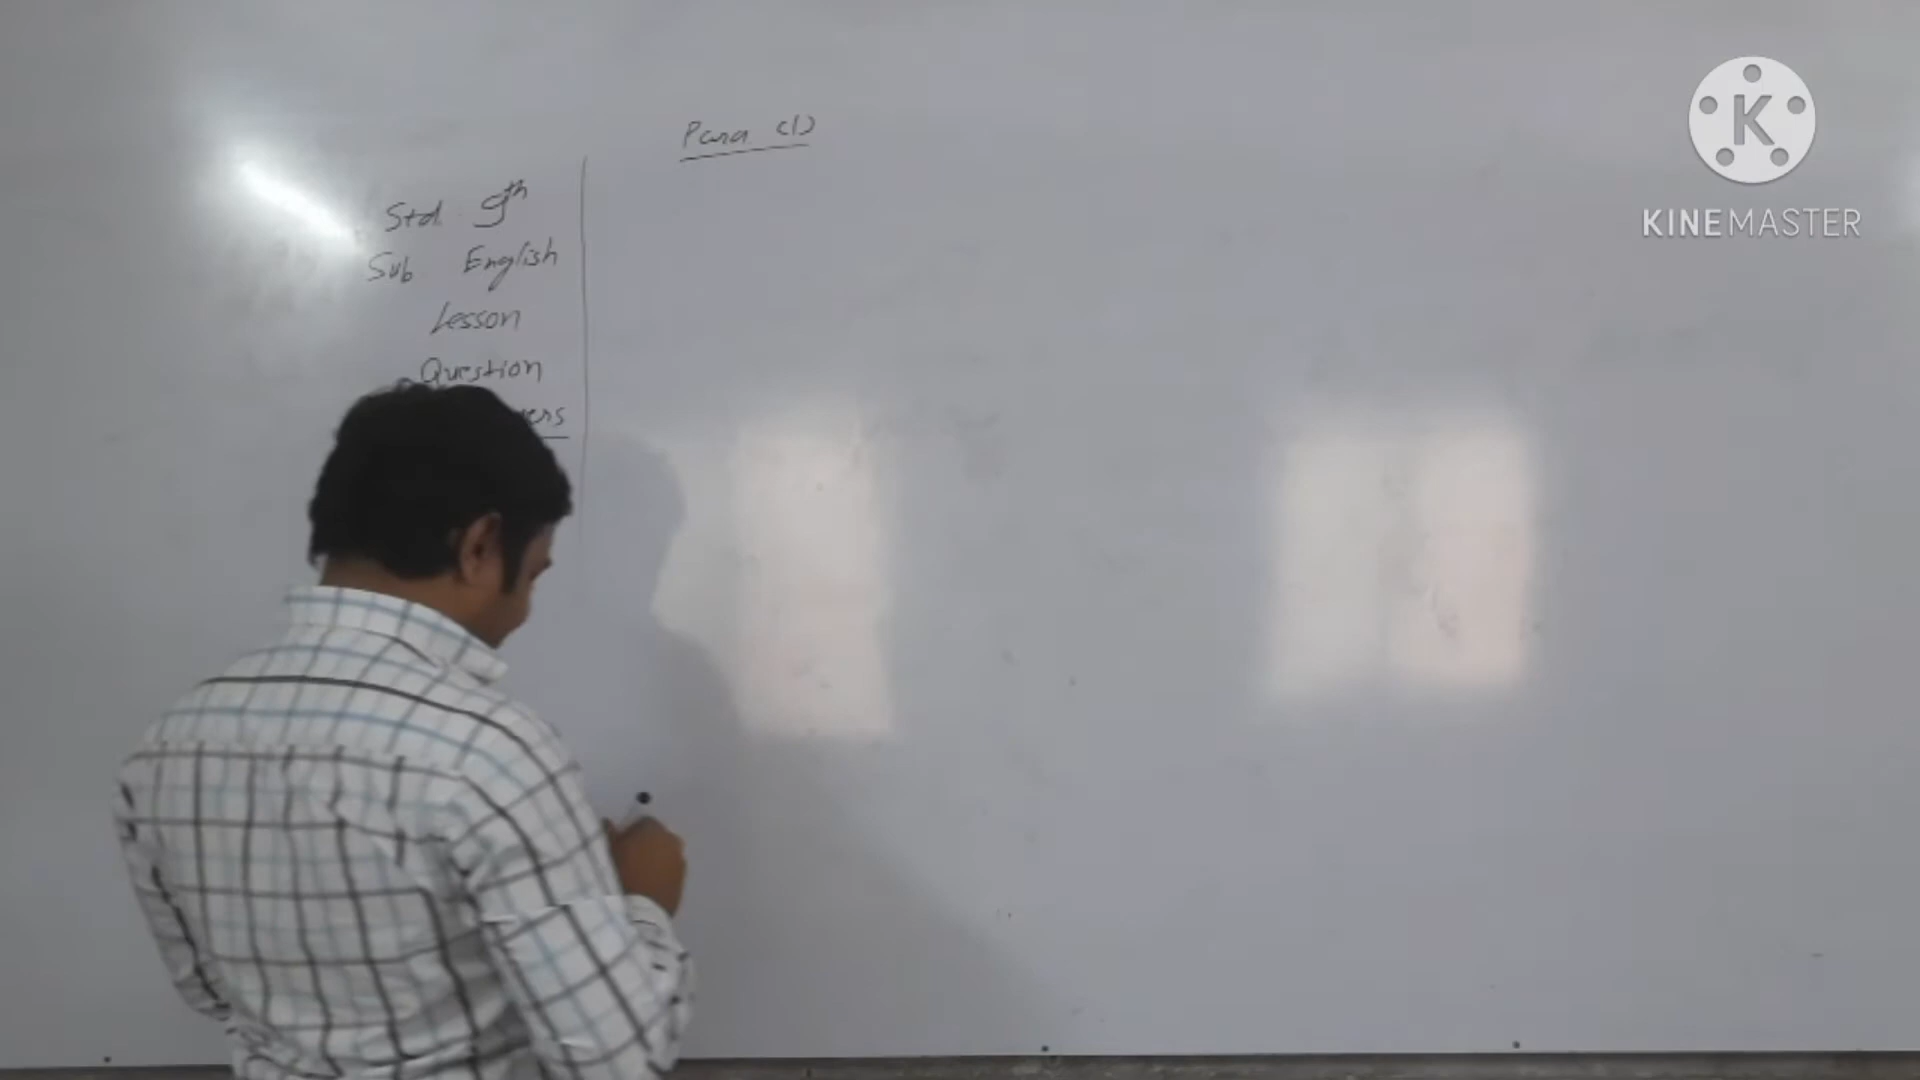 Para (1)
Std. 9th
Sub English
Lesson
Question
KINEMASTER